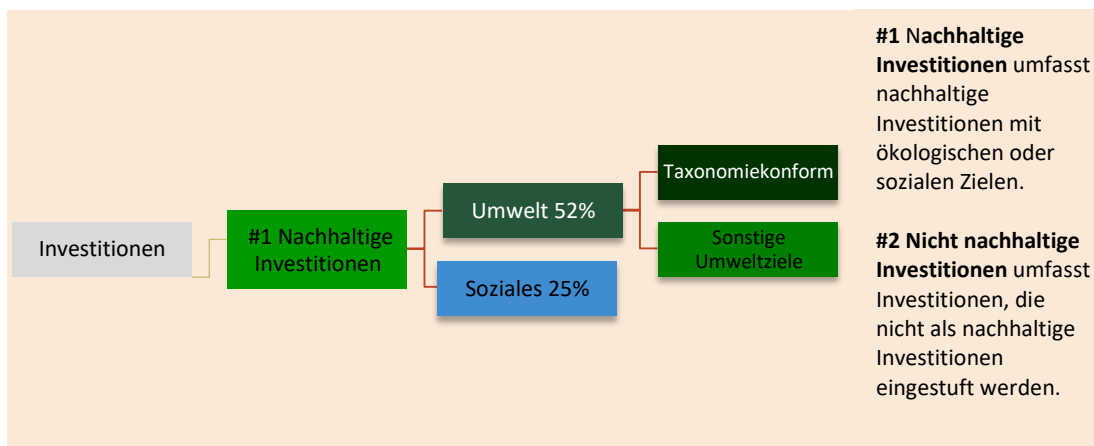 Investitionen
#1 Nachhaltige
Investitionen
Umwelt 52%
Soziales 25%
Taxonomiekonform
Sonstige
Umweltziele
#1 Nachhaltige
Investitionen umfasst
nachhaltige
Investitionen mit
ökologischen oder
sozialen Zielen.
#2 Nicht nachhaltige
Investitionen umfasst
Investitionen, die
nicht als nachhaltige
Investitionen
eingestuft werden.